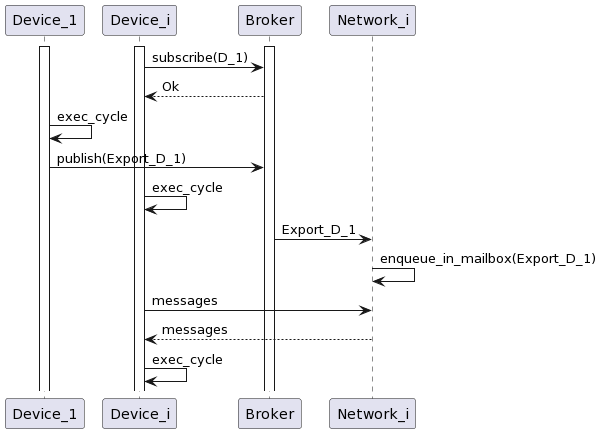 Device_1 Device_i Broker Network_i
subscribe(D_1)
Ok
exec_cycle
publish(Export_D_1)
exec_cycle
Export_D_1
enqueue_in_mailbox(Export_D_1)
messages
messages
exec_cycle
Device_1 Device_i Broker Network_i